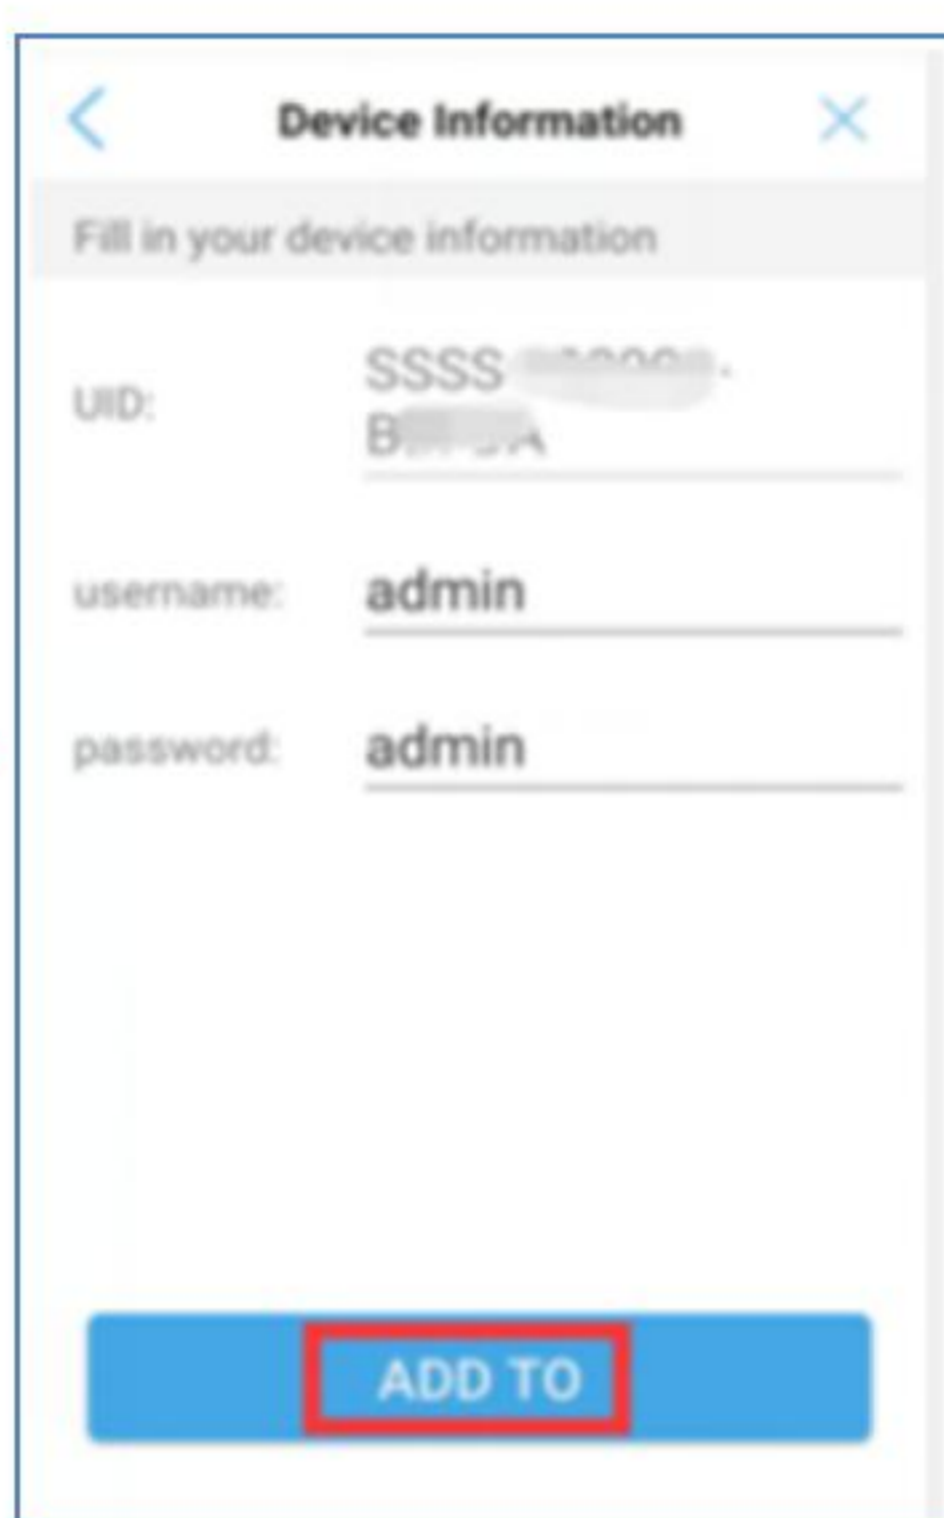 Device Information
Fill in your device information
UID:
SSSS
username: admin
password: admin
ADD TO